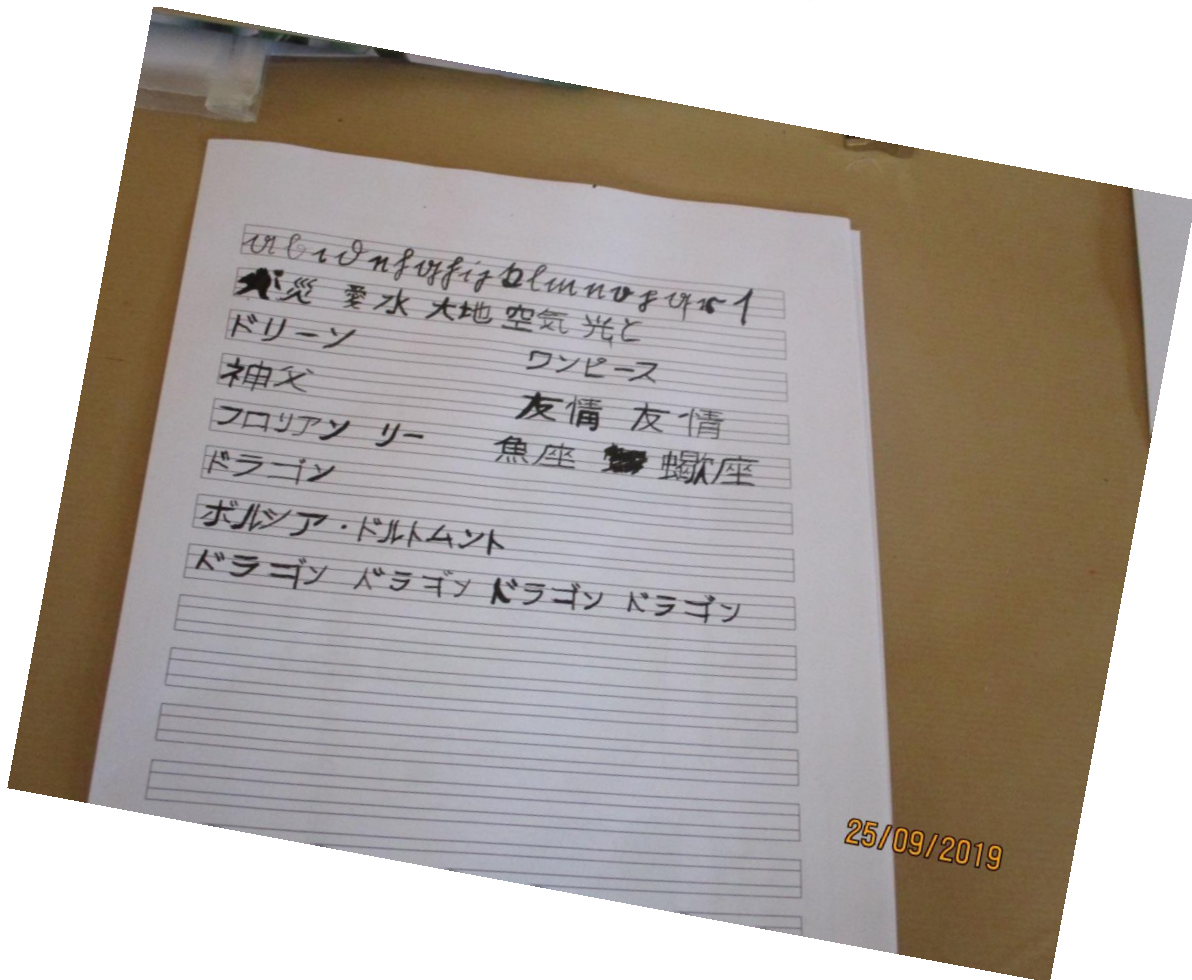 災 愛 水 大地 空気 光と
ドリーン ワンピース
神父 友情 友情
フロリアン リー 魚座 蠍座
ドラゴン
ボルシア・ドルトムント
ドラゴン ドラゴン ドラゴン ドラゴン
25/09/2019